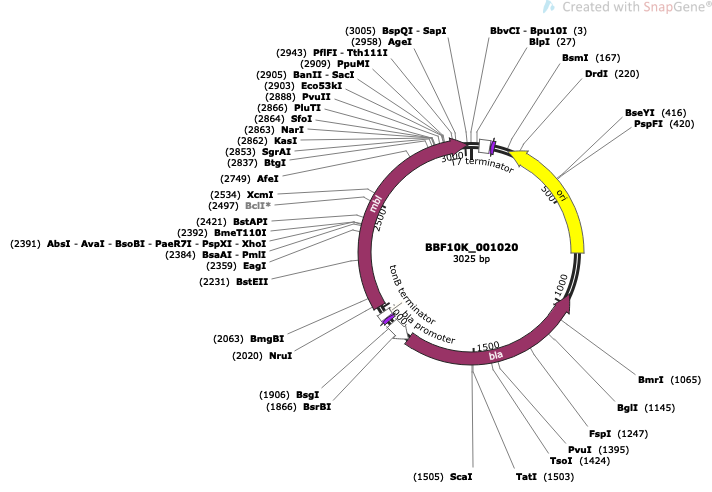 Created with SnapGene®
(3005) BspQI - SapI
(2958) AgeI
(2943) PflFI - Tth111I
(2909) PpuMI
(2905) BanII - SacI
(2903) Eco53kI
(2888) PvuII
(2866) PluTI
(2864) SfoI
(2863) NarI
(2862) KasI
(2853) SgrAI
(2837) BtgI
(2749) AfeI
(2534) XcmI
(2497) BclI*
(2421) BstAPI
(2392) BmeT110I
(2391) AbsI - AvaI - BsoBI - PaeR7I - PspXI - XhoI
(2384) BsaAI - PmlI
(2359) EagI
(2231) BstEII
(2063) BmgBI
(2020) NruI
(1906) BsgI
(1866) BsrBI
(1505) ScaI
BbvCI - Bpu10I (3)
BlpI (27)
BsmI (167)
DrdI (220)
BseYI (416)
PspFI (420)
BmrI (1065)
BglI (1145)
FspI (1247)
PvuI (1395)
TsoI (1424)
TatI (1503)
3000
T7 terminator
500
ori
1000
1500
bla
bla promoter
tonB terminator
2500
mbl
BBF10K_001020
3025 bp